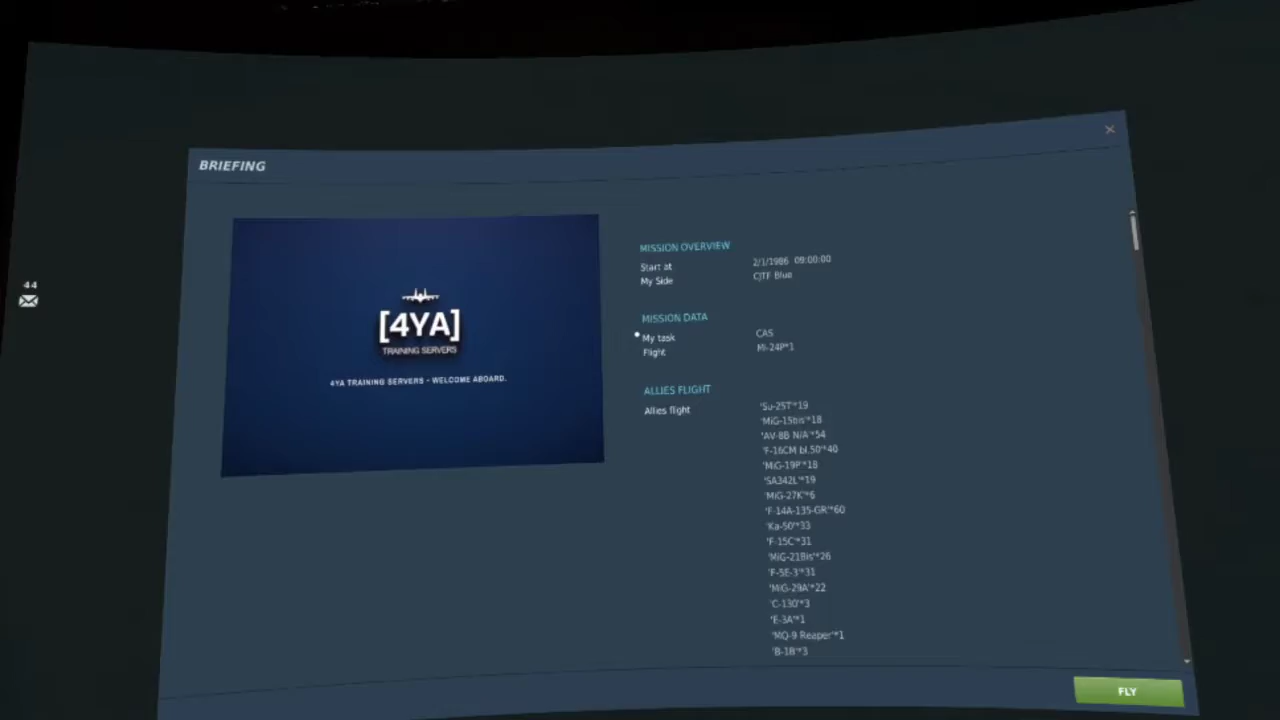 BRIEFING
44
[4YA]
TRAINING SERVERS
4YA TRAINING SERVERS - WELCOME ABOARD.
MISSION OVERVIEW
Start at 2/1/1986 09:00:00
My Side CJTF Blue
MISSION DATA
My task CAS
Flight MI-24P*1
ALLIES FLIGHT
Allies flight 'Su-25T'*19
'MiG-15bis'*18
'AV-8B N/A'*54
'F-16CM bl.50'*40
'MiG-19P'*18
'SA342L'*19
'MiG-27K'*6
'F-14A-135-GR'*60
'Ka-50'*33
'F-15C'*31
'MiG-21Bis'*26
'F-5E-3'*31
'MiG-29A'*22
'C-130'*3
'E-3A'*1
'MQ-9 Reaper'*1
'B-1B'*3
FLY